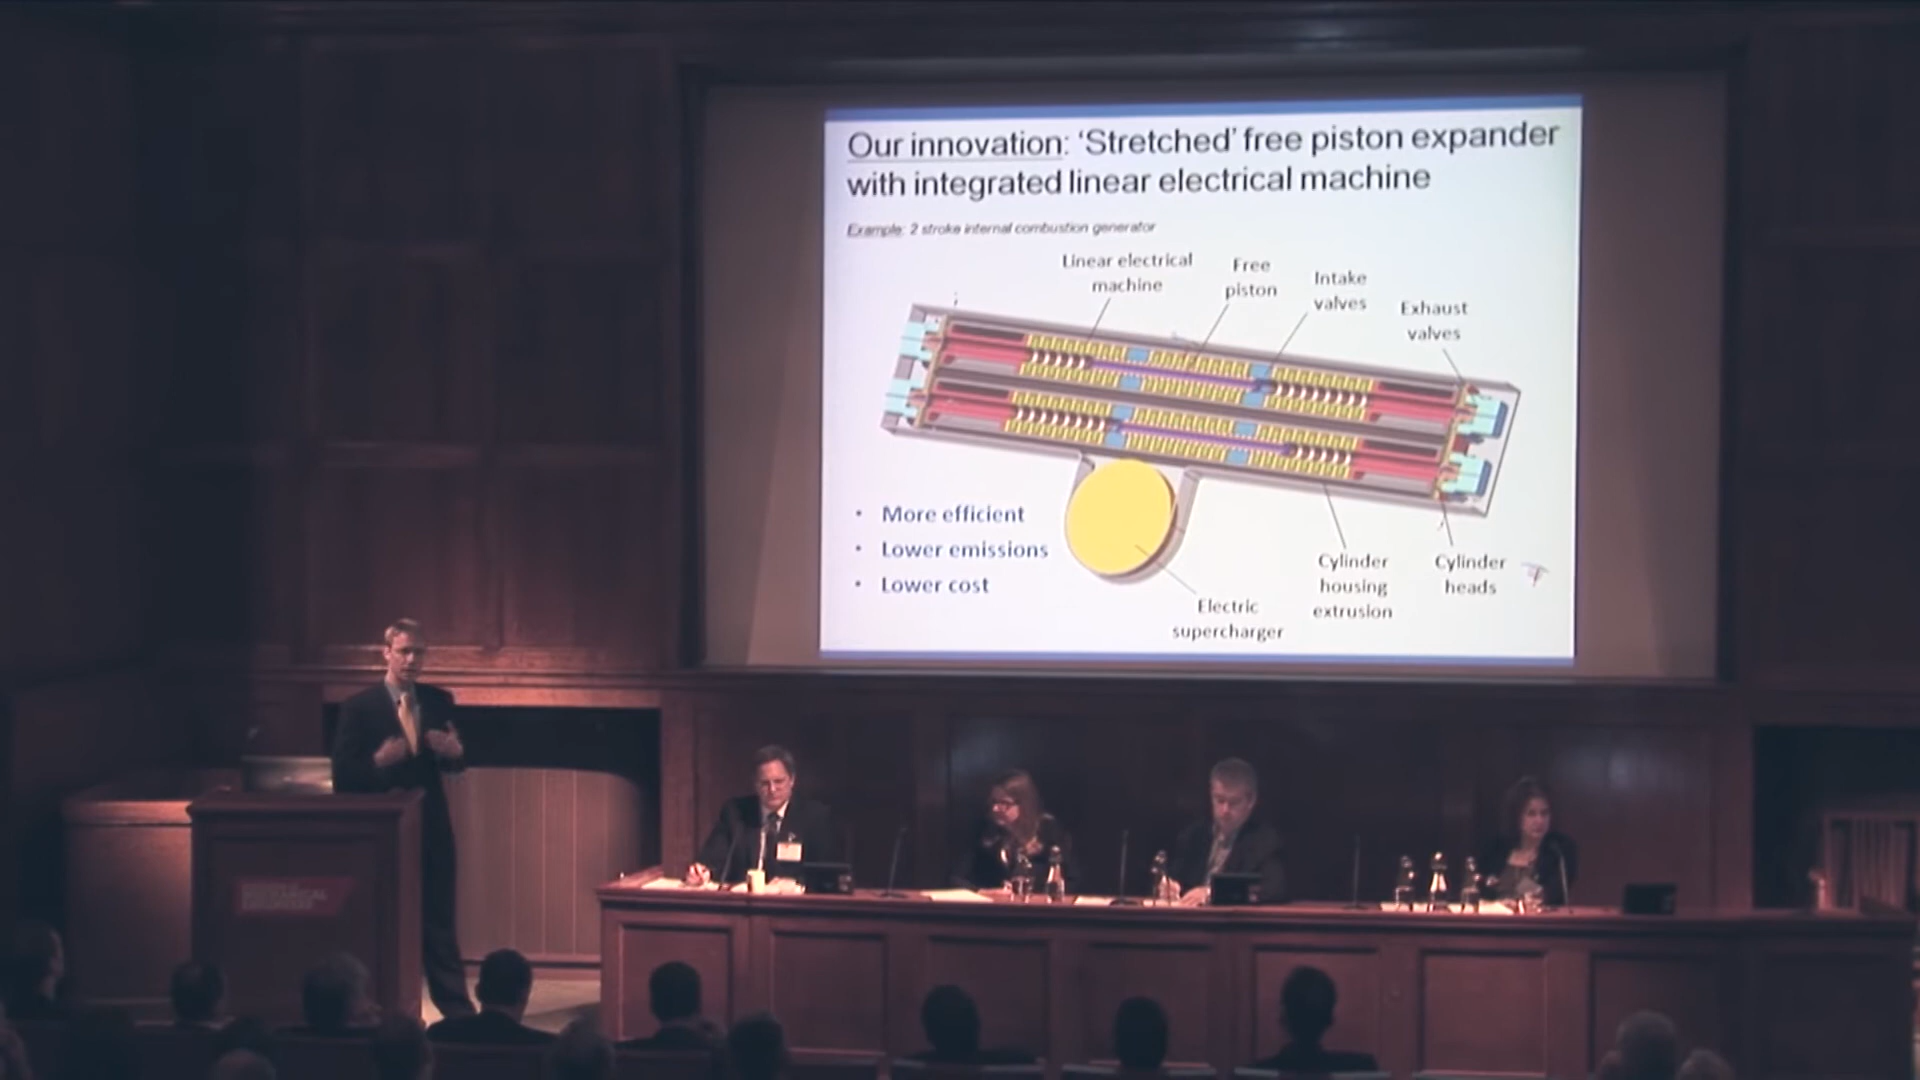 Our innovation: ‘Stretched’ free piston expander
with integrated linear electrical machine
Example: 2 stroke internal combustion generator
Linear electrical
machine
Free
piston
Intake
valves
Exhaust
valves
• More efficient
• Lower emissions
• Lower cost
Electric
supercharger
Cylinder
housing
extrusion
Cylinder
heads